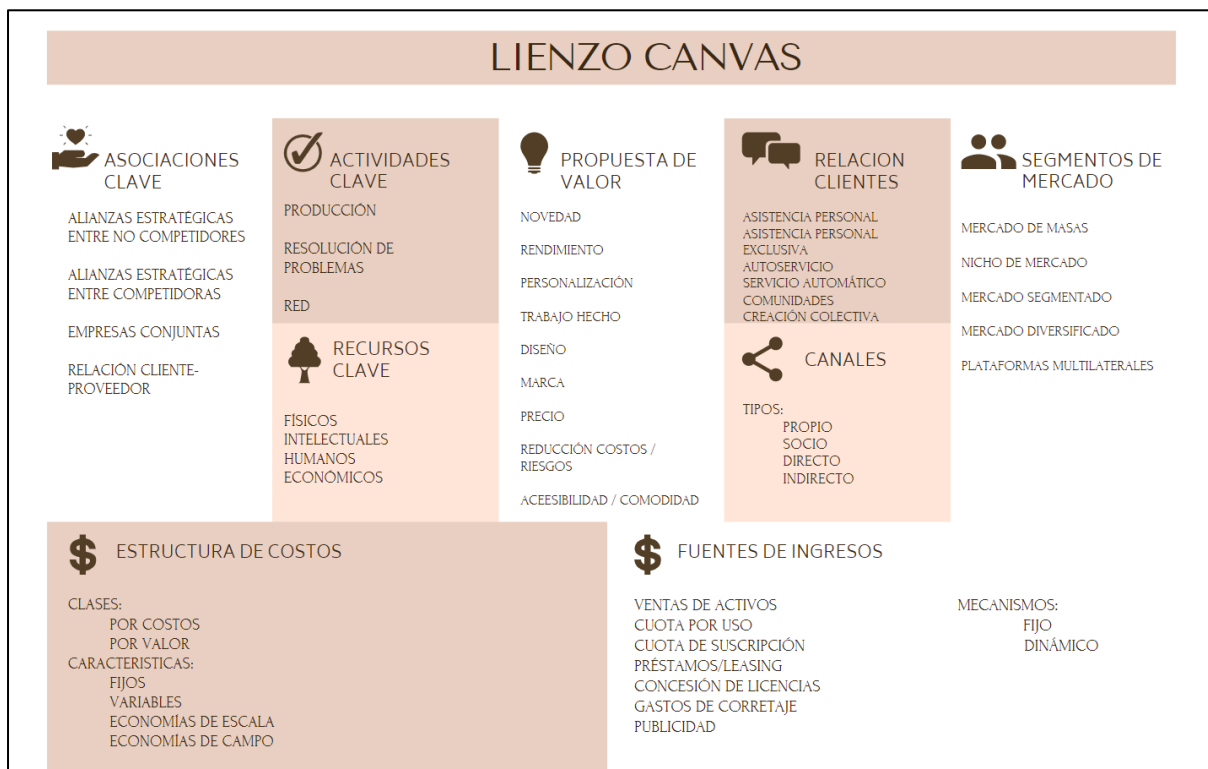 LIENZO CANVAS
ASOCIACIONES
CLAVE
ALIANZAS ESTRATÉGICAS
ENTRE NO COMPETIDORES
ALIANZAS ESTRATÉGICAS
ENTRE COMPETIDORAS
EMPRESAS CONJUNTAS
RELACIÓN CLIENTE-
PROVEEDOR
ACTIVIDADES
CLAVE
PRODUCCIÓN
RESOLUCIÓN DE
PROBLEMAS
RED
RECURSOS
CLAVE
FÍSICOS
INTELECTUALES
HUMANOS
ECONÓMICOS
PROPUESTA DE
VALOR
NOVEDAD
RENDIMIENTO
PERSONALIZACIÓN
TRABAJO HECHO
DISEÑO
MARCA
PRECIO
REDUCCIÓN COSTOS /
RIESGOS
ACEESIBILIDAD / COMODIDAD
RELACION
CLIENTES
ASISTENCIA PERSONAL
ASISTENCIA PERSONAL
EXCLUSIVA
AUTOSERVICIO
SERVICIO AUTOMÁTICO
COMUNIDADES
CREACIÓN COLECTIVA
CANALES
TIPOS:
PROPIO
SOCIO
DIRECTO
INDIRECTO
SEGMENTOS DE
MERCADO
MERCADO DE MASAS
NICHO DE MERCADO
MERCADO SEGMENTADO
MERCADO DIVERSIFICADO
PLATAFORMAS MULTILATERALES
$ ESTRUCTURA DE COSTOS
CLASES:
POR COSTOS
POR VALOR
CARACTERISTICAS:
FIJOS
VARIABLES
ECONOMÍAS DE ESCALA
ECONOMÍAS DE CAMPO
$ FUENTES DE INGRESOS
VENTAS DE ACTIVOS
CUOTA POR USO
CUOTA DE SUSCRIPCIÓN
PRÉSTAMOS/LEASING
CONCESIÓN DE LICENCIAS
GASTOS DE CORRETAJE
PUBLICIDAD
MECANISMOS:
FIJO
DINÁMICO